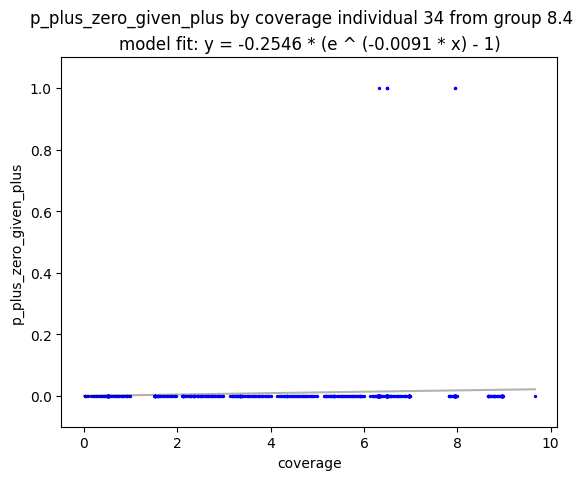 p_plus_zero_given_plus by coverage individual 34 from group 8.4
model fit: y = -0.2546 * (e ^ (-0.0091 * x) - 1)
1.0
0.8
0.6
0.4
0.2
0.0
p_plus_zero_given_plus
0 2 4 6 8 10
coverage